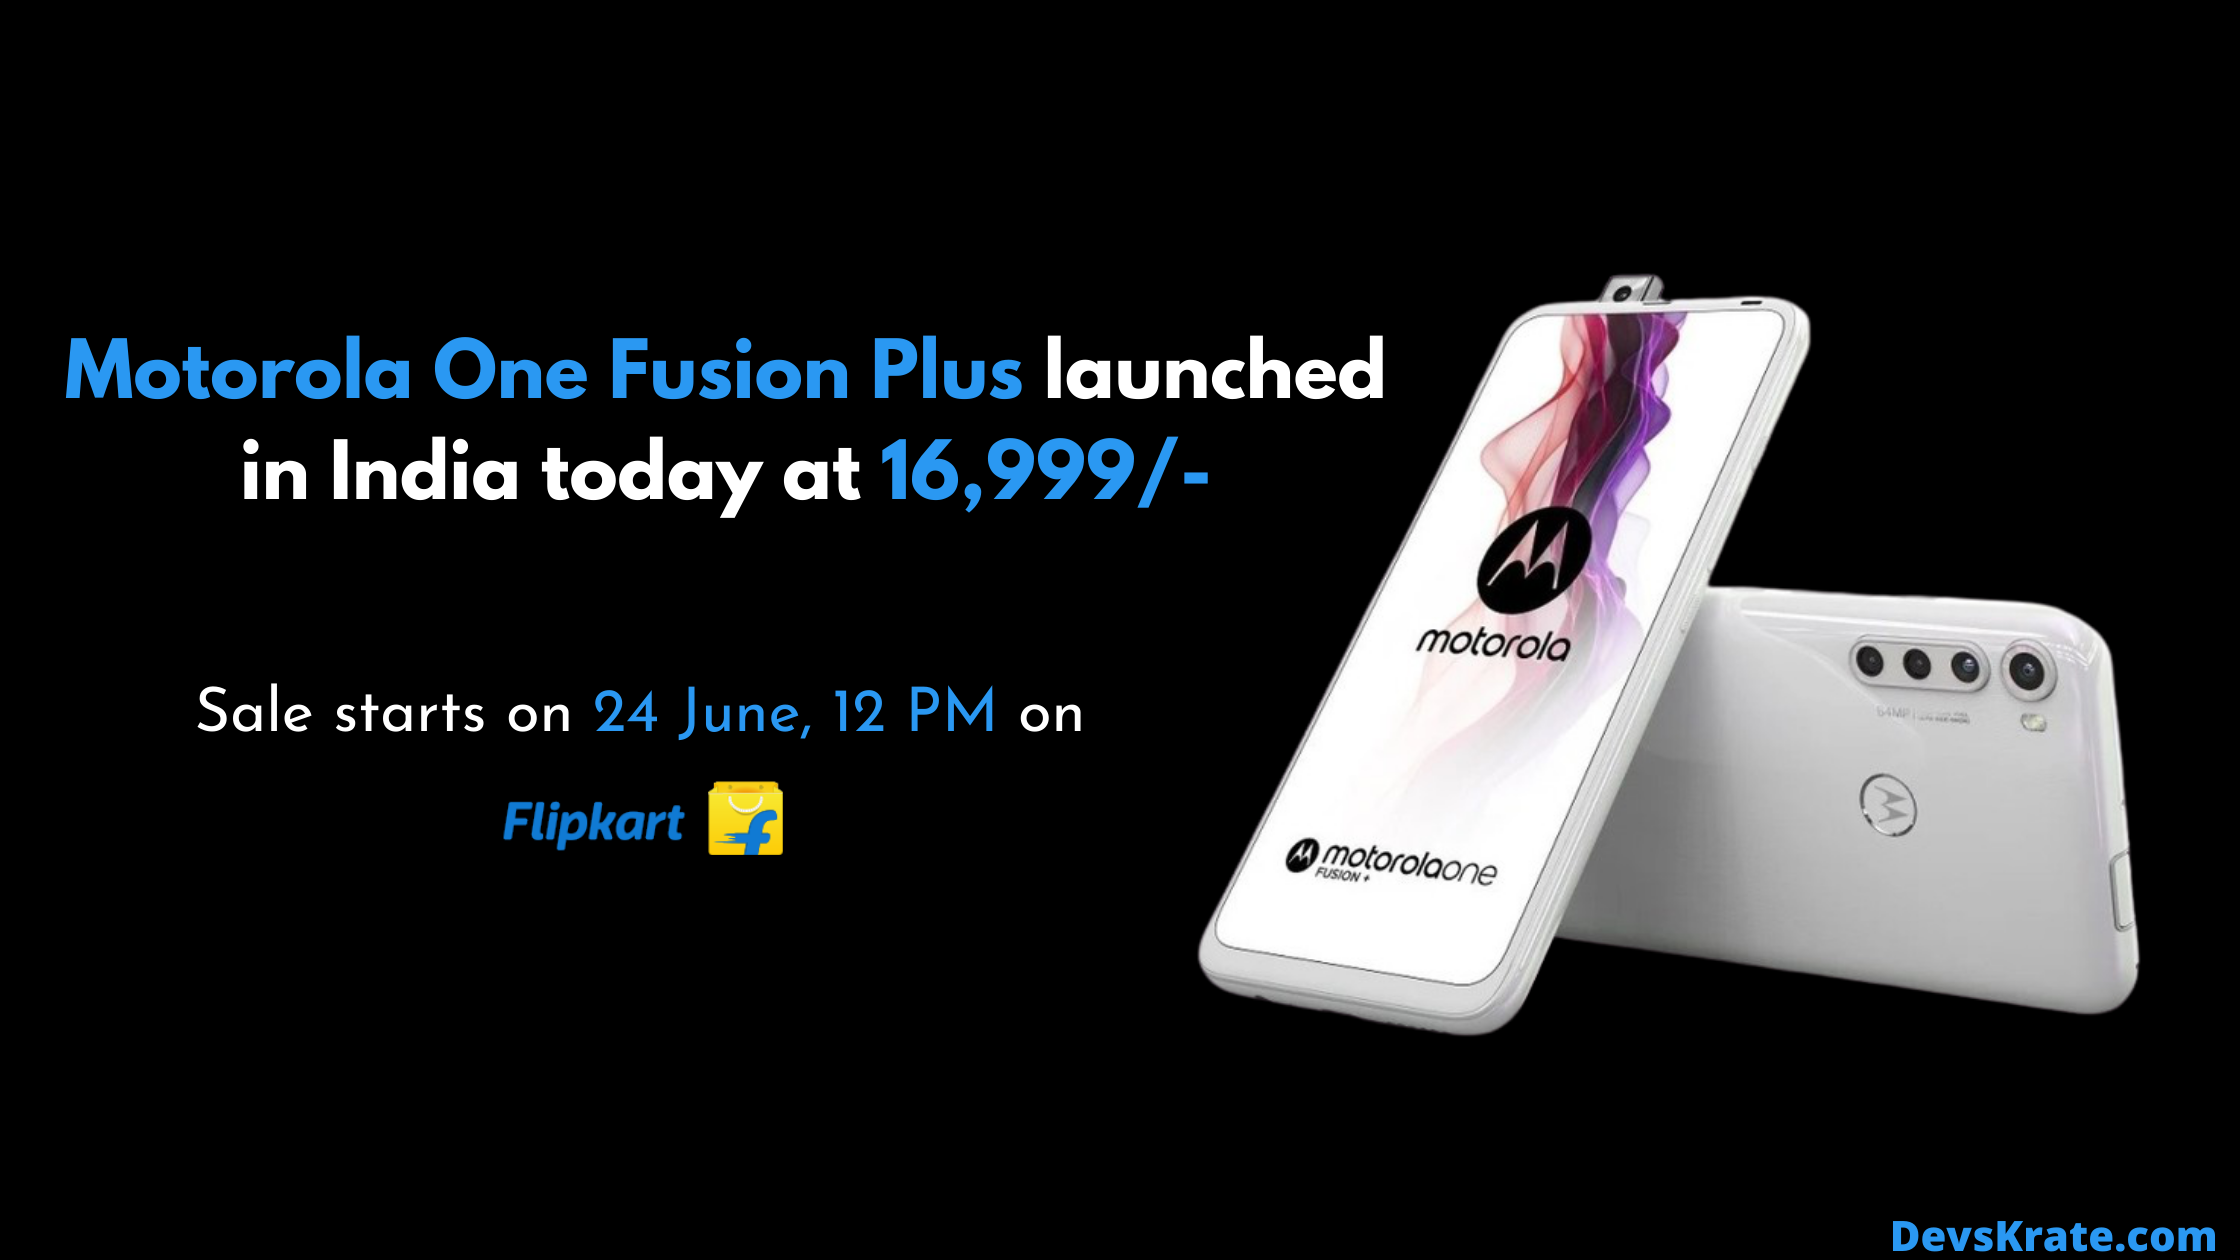 Motorola One Fusion Plus launched
in India today at 16,999/-
Sale starts on 24 June, 12 PM on
Flipkart
motorola
motorolaone
FUSION +
64MP
DevsKrate.com